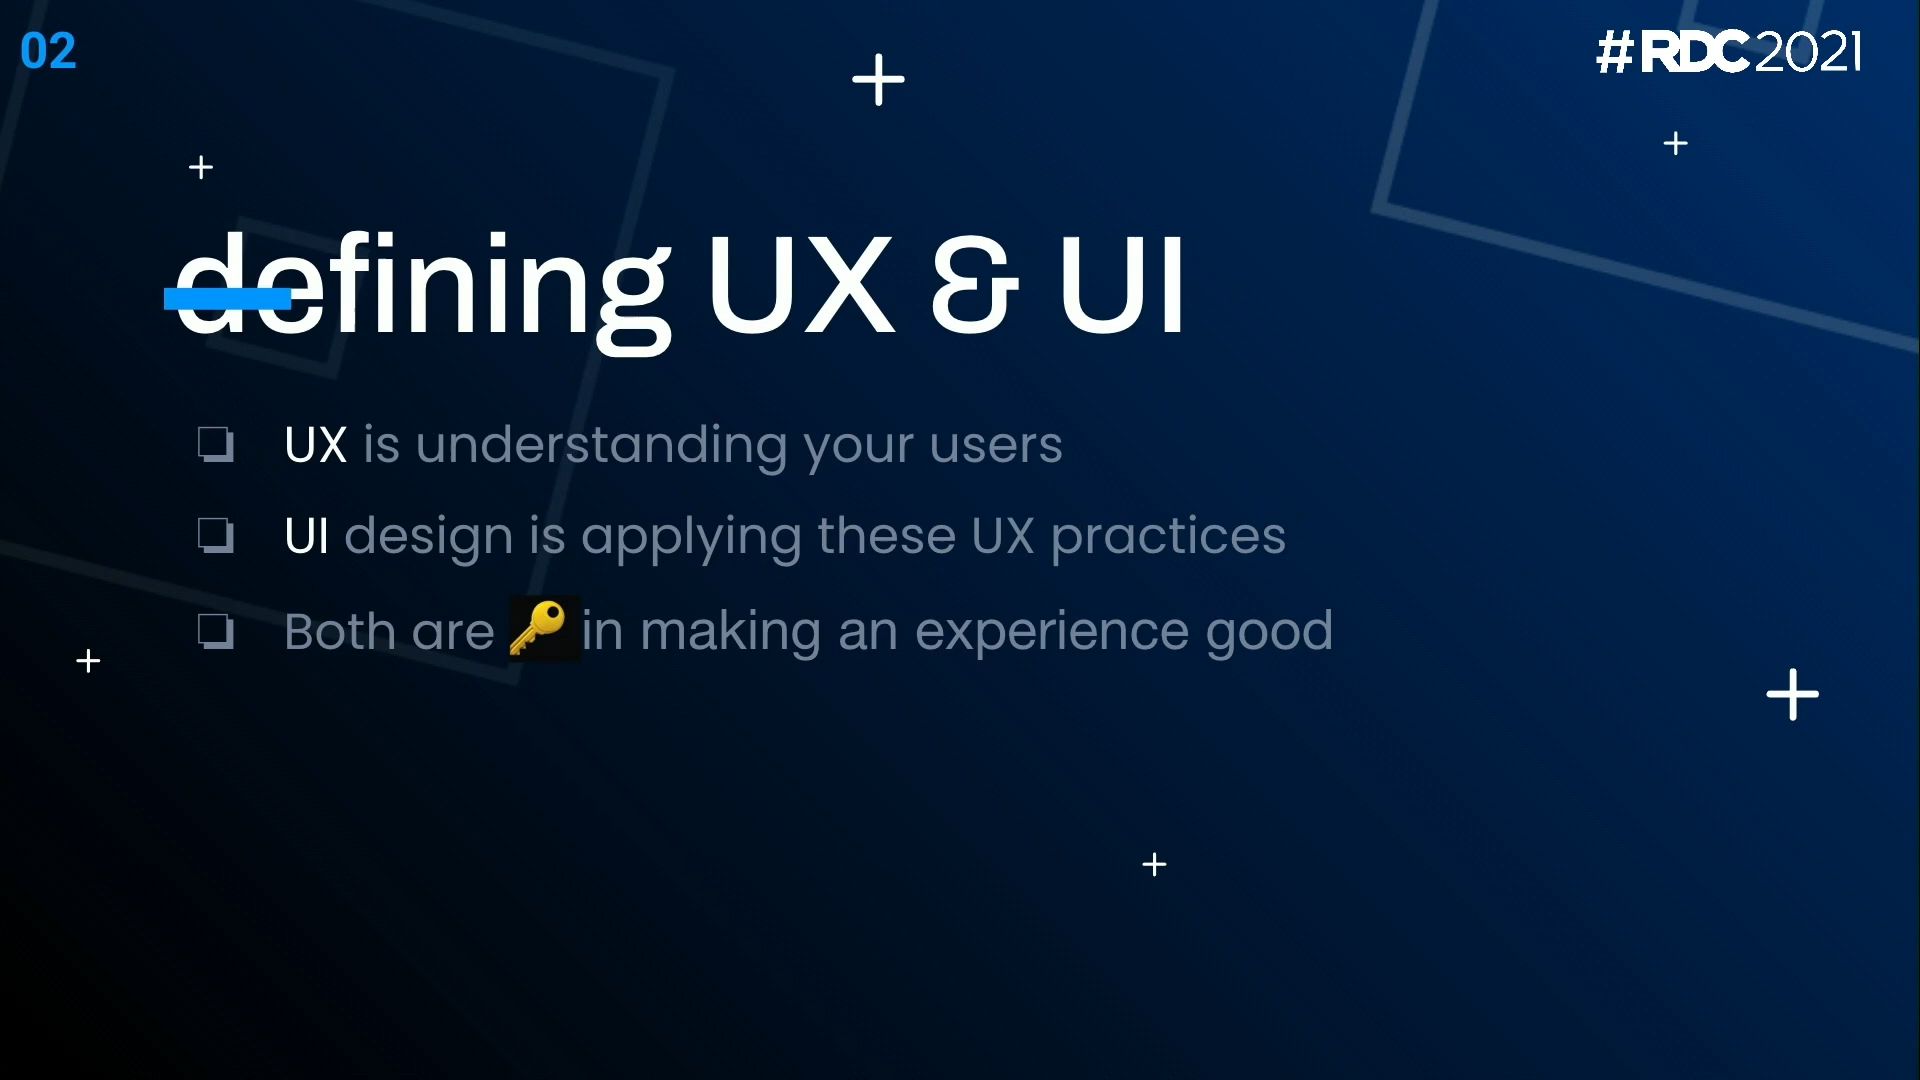 02
#RDC2021
defining UX & UI
❏ UX is understanding your users
❏ UI design is applying these UX practices
❏ Both are 🔑 in making an experience good